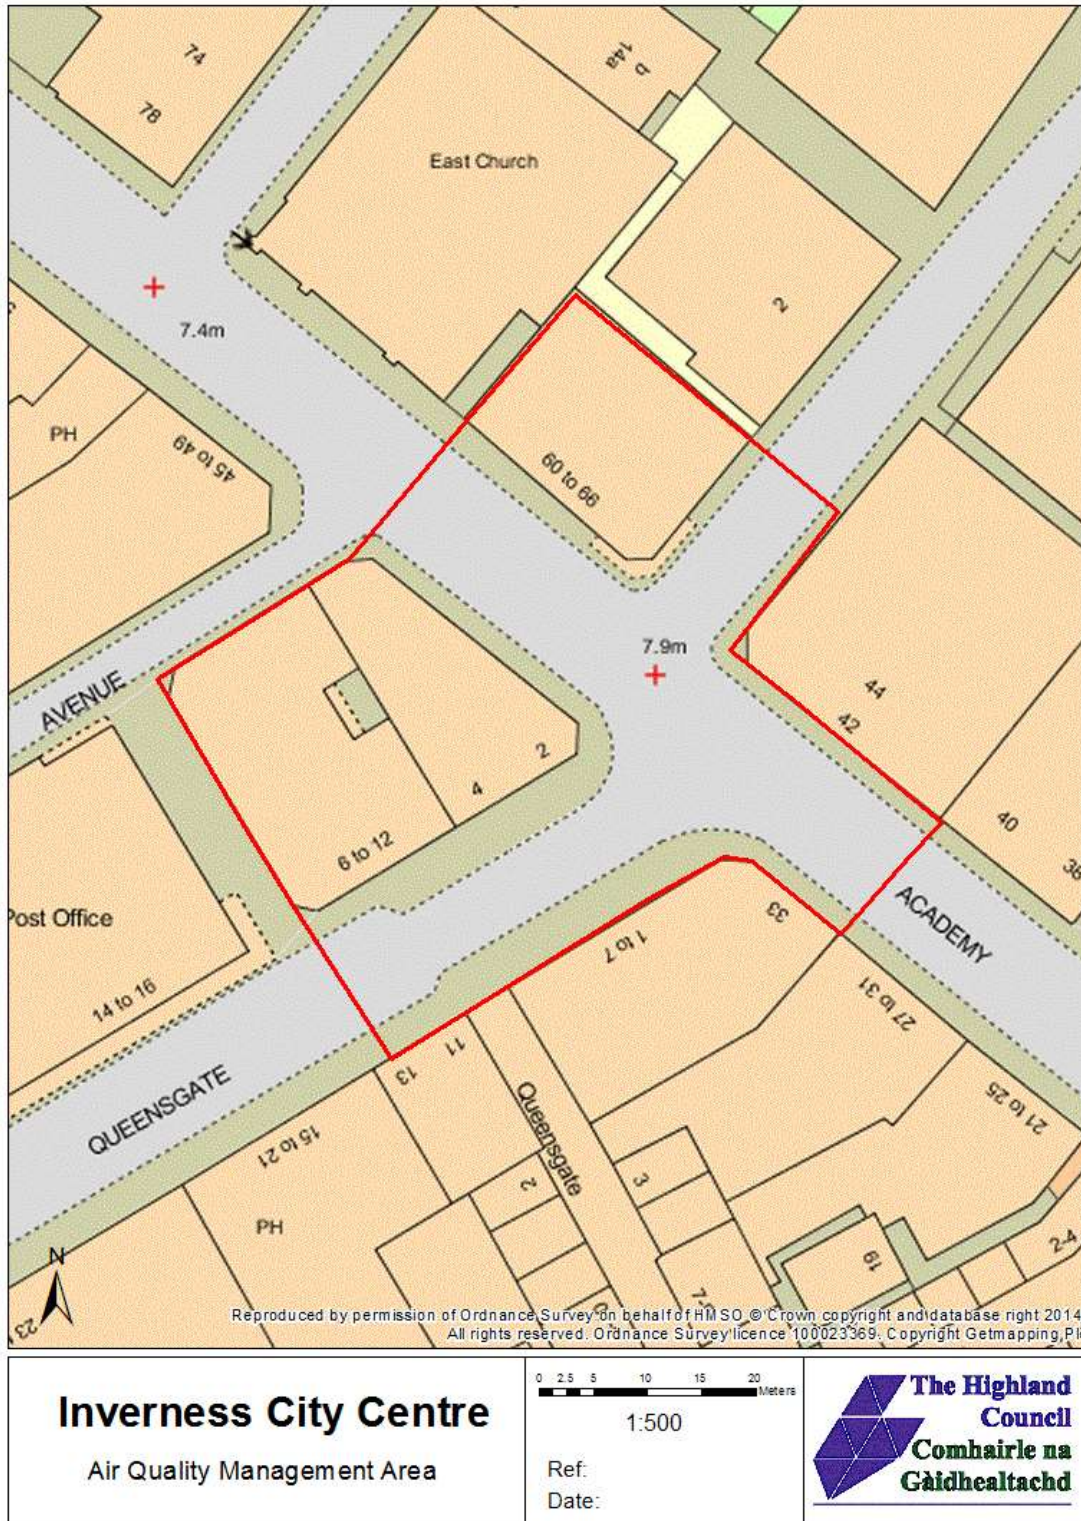 74
78
b
14a
East Church
7.4m
2
PH
45 to 49
60 to 66
7.9m
AVENUE
44
42
2
4
6 to 12
40
38
Post Office
ACADEMY
33
1 to 7
14 to 16
27 to 31
11
13
QUEENSGATE
Queensgate
21 to 25
15 to 21
2
3
PH
19
2-4
N
23
Reproduced by permission of Ordnance Survey on behalf of HMSO © Crown copyright and database right 2014
All rights reserved. Ordnance Survey licence 100023369. Copyright Getmapping Pl
Inverness City Centre
Air Quality Management Area
0 2.5 5 10 15 20
Meters
1:500
Ref:
Date:
The Highland
Council
Comhairle na
Gàidhealtachd